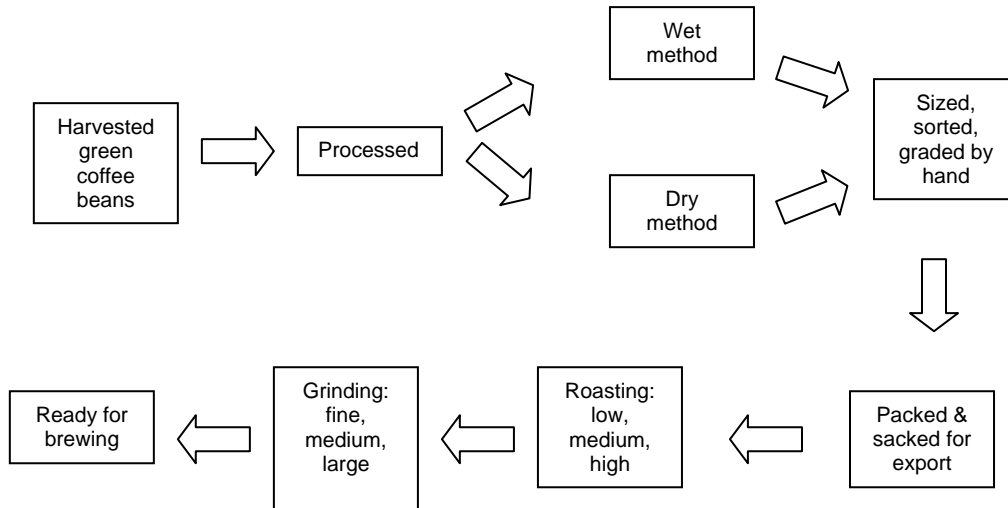 Harvested
green
coffee
beans
Processed
Wet
method
Dry
method
Sized,
sorted,
graded by
hand
Packed &
sacked for
export
Roasting:
low,
medium,
high
Grinding:
fine,
medium,
large
Ready for
brewing